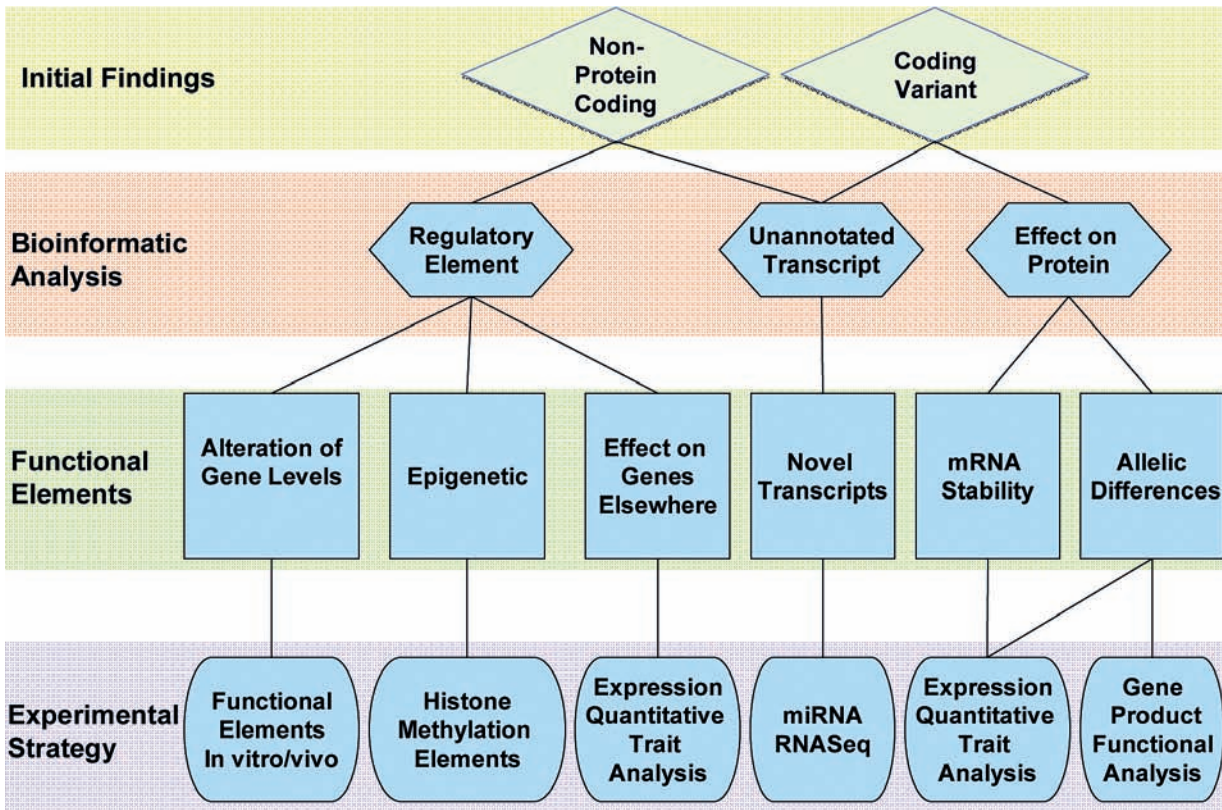 Initial Findings
Non-
Protein
Coding
Coding
Variant
Bioinformatic
Analysis
Regulatory
Element
Unannotated
Transcript
Effect on
Protein
Functional
Elements
Alteration of
Gene Levels
Epigenetic
Effect on
Genes
Elsewhere
Novel
Transcripts
mRNA
Stability
Allelic
Differences
Experimental
Strategy
Functional
Elements
In vitro/vivo
Histone
Methylation
Elements
Expression
Quantitative
Trait
Analysis
miRNA
RNASeq
Expression
Quantitative
Trait
Analysis
Gene
Product
Functional
Analysis